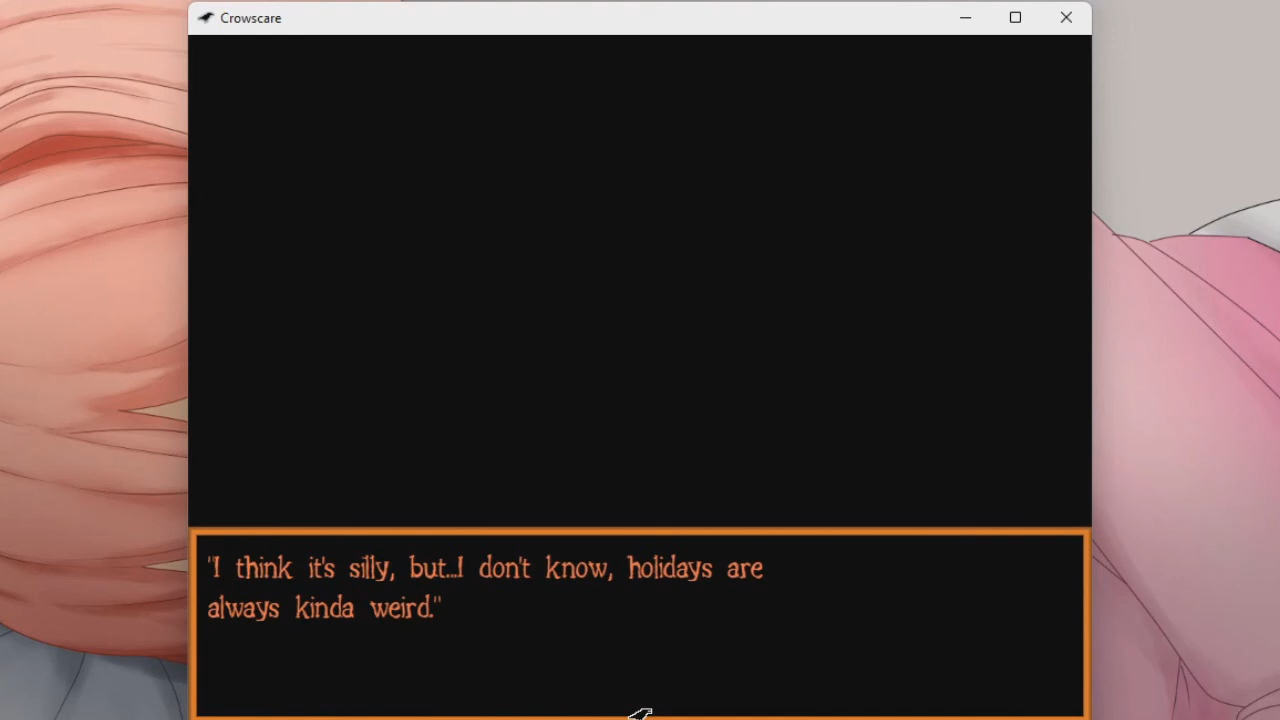 Crowscare
"I think it's silly, but...I don't know, holidays are
always kinda weird."